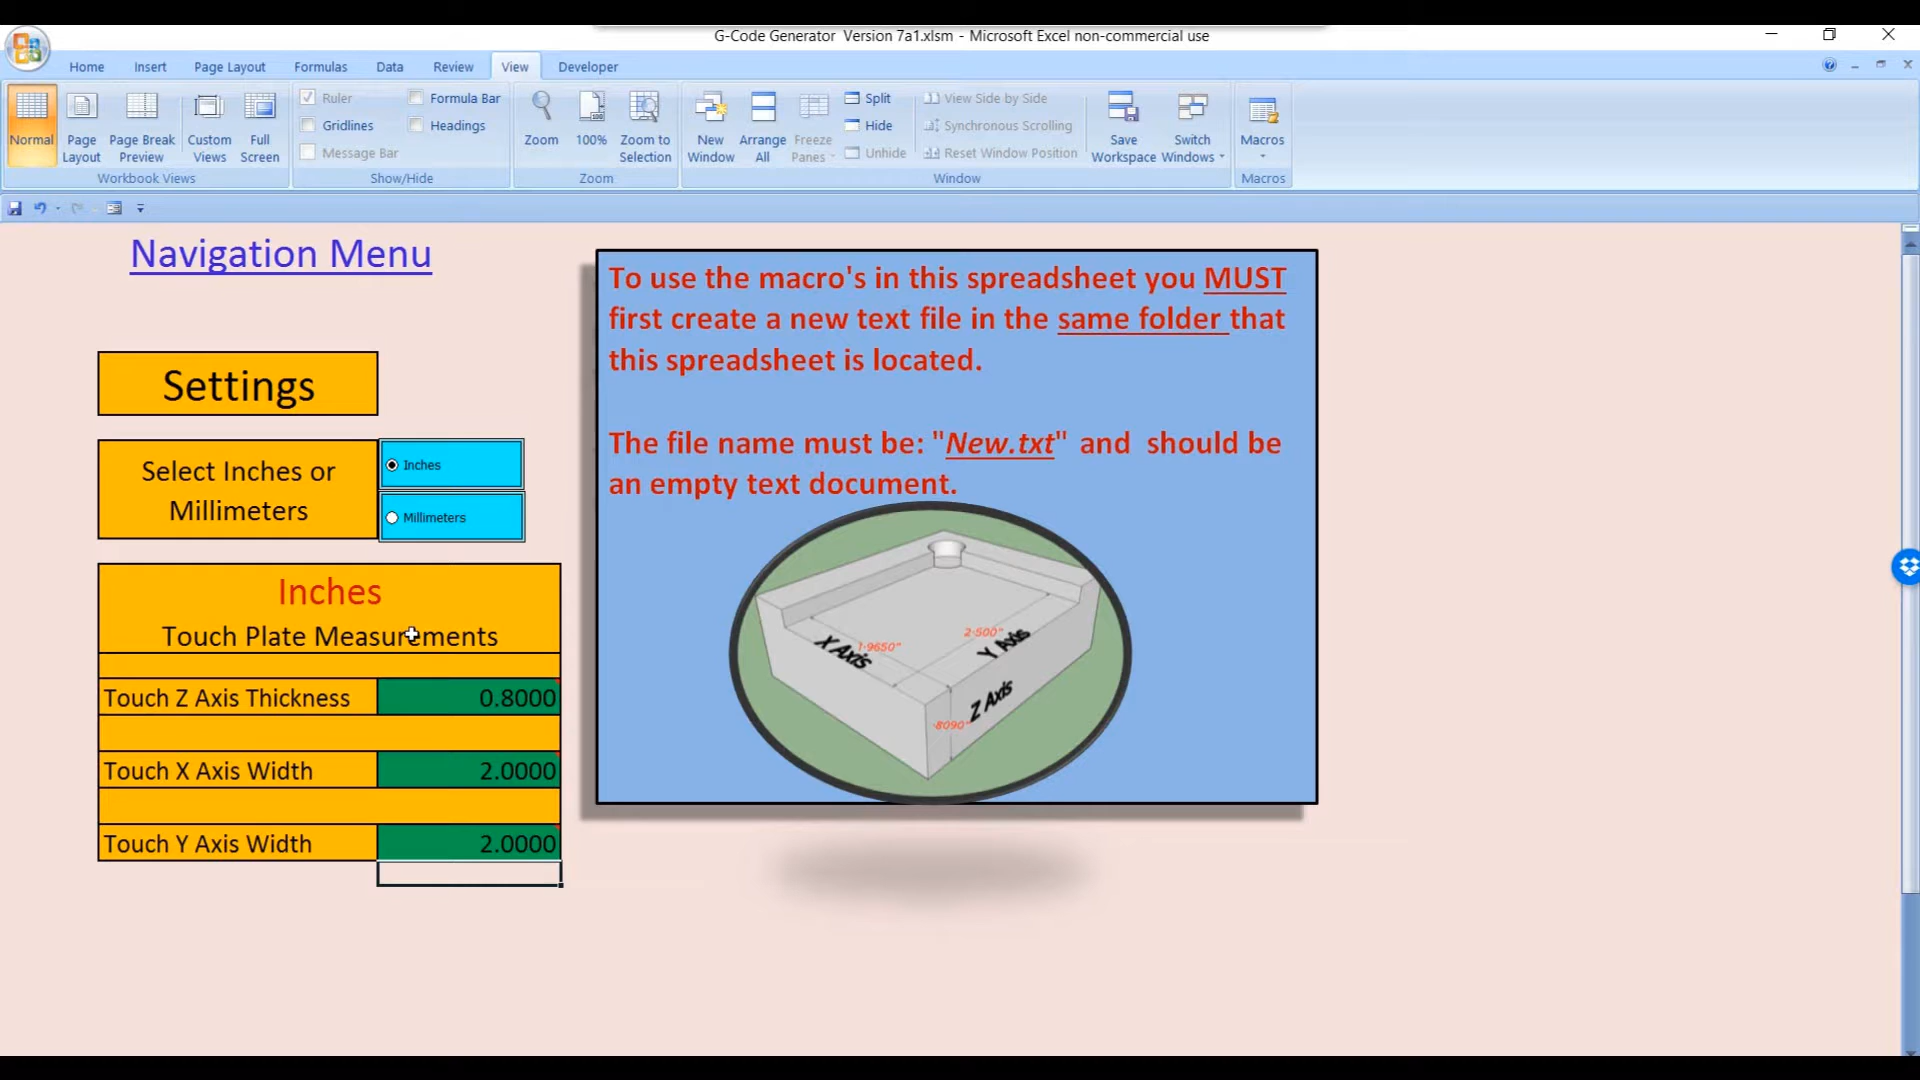 G-Code Generator Version 7a1.xlsm - Microsoft Excel non-commercial use
Home Insert Page Layout Formulas Data Review View Developer
Normal
Page Layout
Page Break Preview
Custom Views
Full Screen
Workbook Views
Ruler
Gridlines
Message Bar
Formula Bar
Headings
Show/Hide
Zoom
100%
Zoom to Selection
Zoom
New Window
Arrange All
Freeze Panes
Split
Hide
Unhide
View Side by Side
Synchronous Scrolling
Reset Window Position
Save Workspace
Switch Windows
Window
Macros
Macros
Navigation Menu
Settings
Select Inches or
Millimeters
Inches
Millimeters
Inches
Touch Plate Measurements
Touch Z Axis Thickness 0.8000
Touch X Axis Width 2.0000
Touch Y Axis Width 2.0000
To use the macro's in this spreadsheet you MUST
first create a new text file in the same folder that
this spreadsheet is located.
The file name must be: "New.txt" and should be
an empty text document.
X Axis
1.9650"
2.500"
Y Axis
Z Axis
.8090"